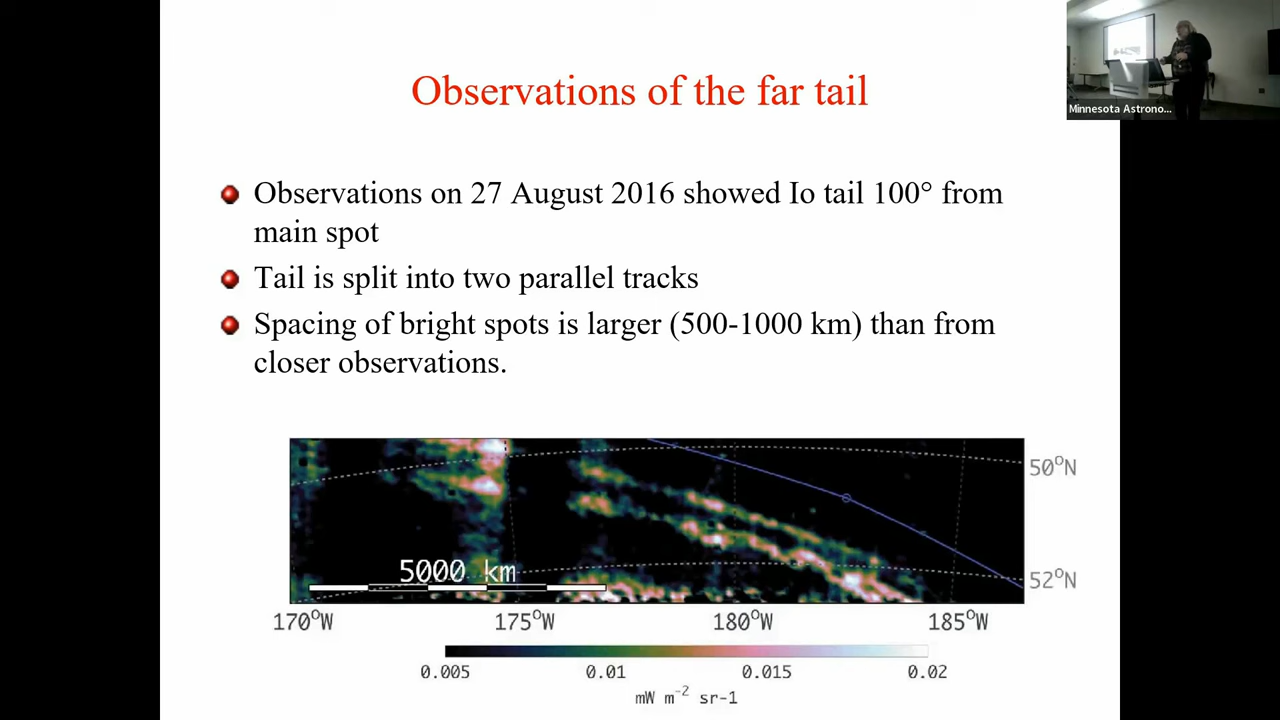 Observations of the far tail
Minnesota Astrono...
Observations on 27 August 2016 showed Io tail 100° from
main spot
Tail is split into two parallel tracks
Spacing of bright spots is larger (500-1000 km) than from
closer observations.
50°N
5000 km
52°N
170°W 175°W 180°W 185°W
0.005 0.01 0.015 0.02
mW m⁻² sr-1